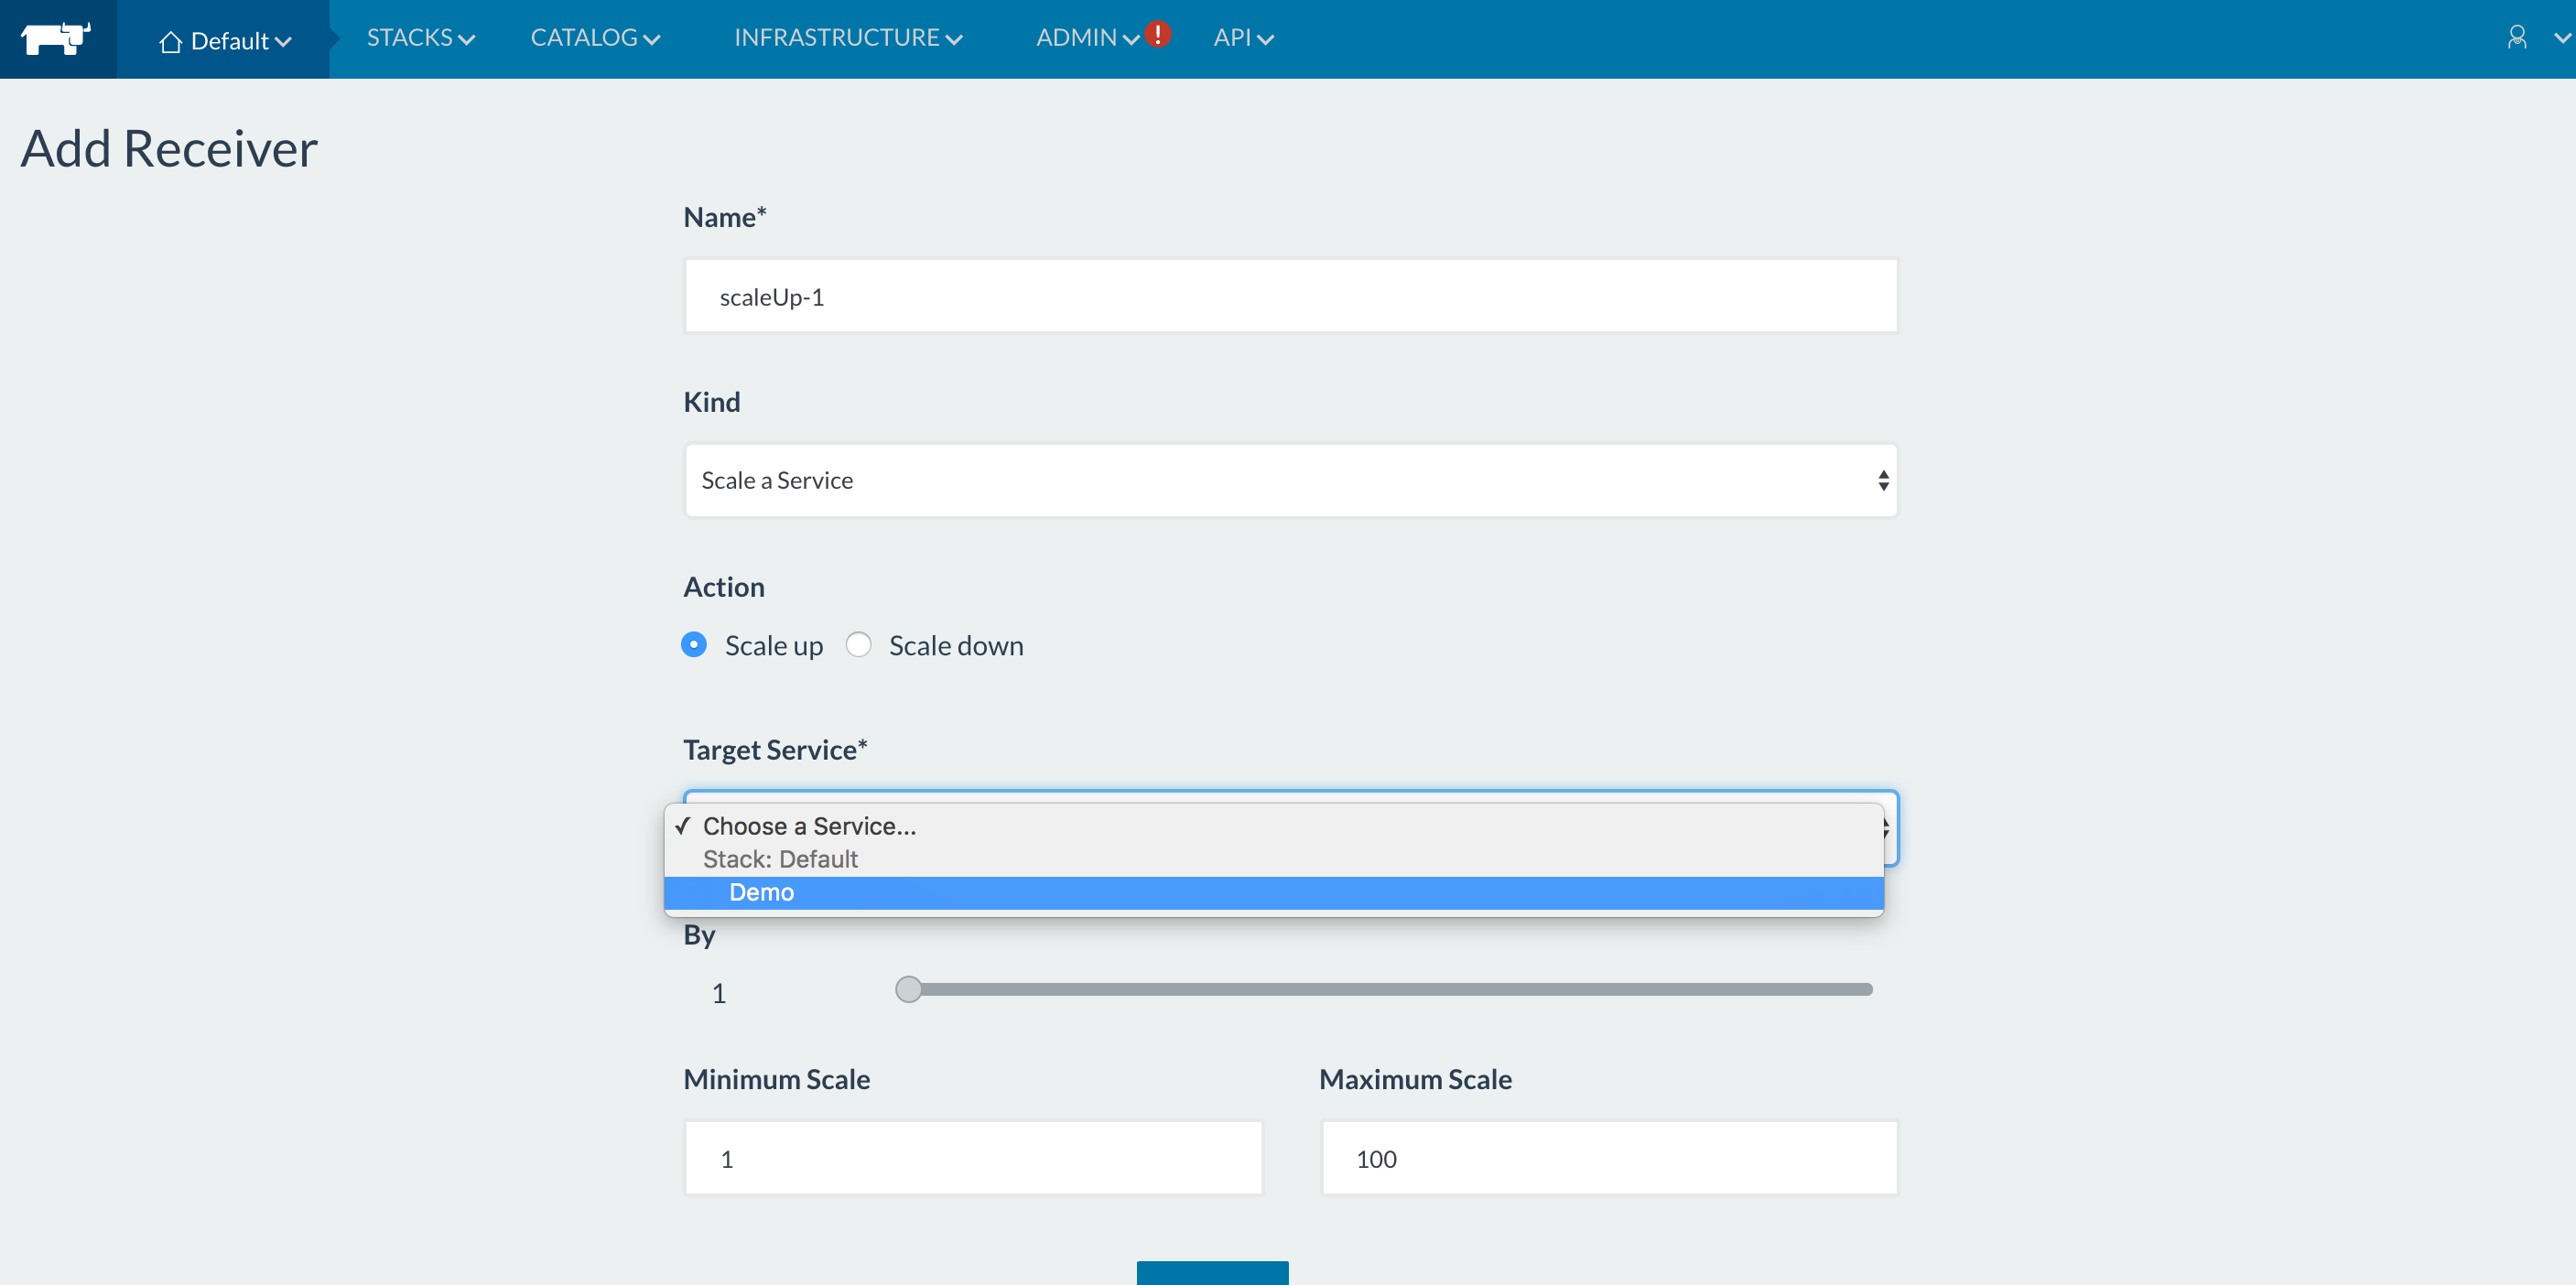 Default STACKS CATALOG INFRASTRUCTURE ADMIN ! API
Add Receiver
Name*
scaleUp-1
Kind
Scale a Service
Action
Scale up Scale down
Target Service*
✓ Choose a Service...
Stack: Default
Demo
By
1
Minimum Scale Maximum Scale
1 100